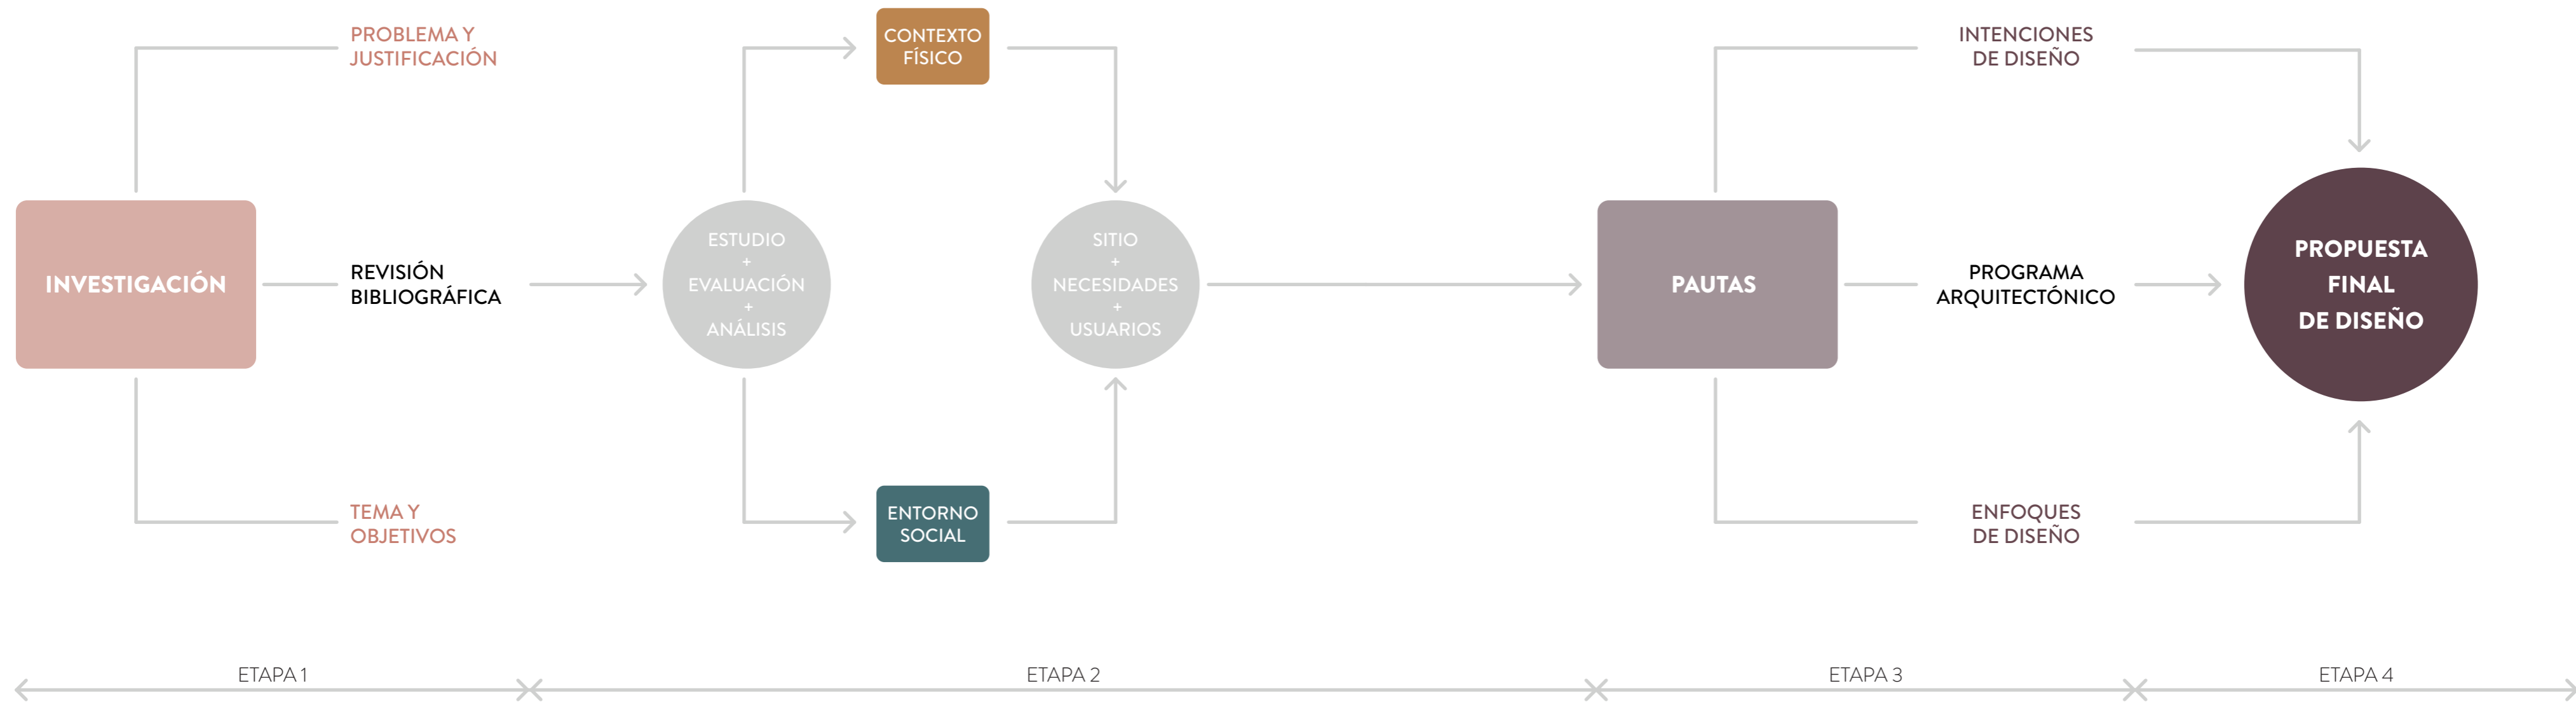 PROBLEMA Y
JUSTIFICACIÓN
INVESTIGACIÓN
REVISIÓN
BIBLIOGRÁFICA
TEMA Y
OBJETIVOS
ESTUDIO
+
EVALUACIÓN
+
ANÁLISIS
CONTEXTO
FÍSICO
ENTORNO
SOCIAL
SITIO
+
NECESIDADES
+
USUARIOS
PAUTAS
INTENCIONES
DE DISEÑO
PROGRAMA
ARQUITECTÓNICO
ENFOQUES
DE DISEÑO
PROPUESTA
FINAL
DE DISEÑO
ETAPA 1
ETAPA 2
ETAPA 3
ETAPA 4